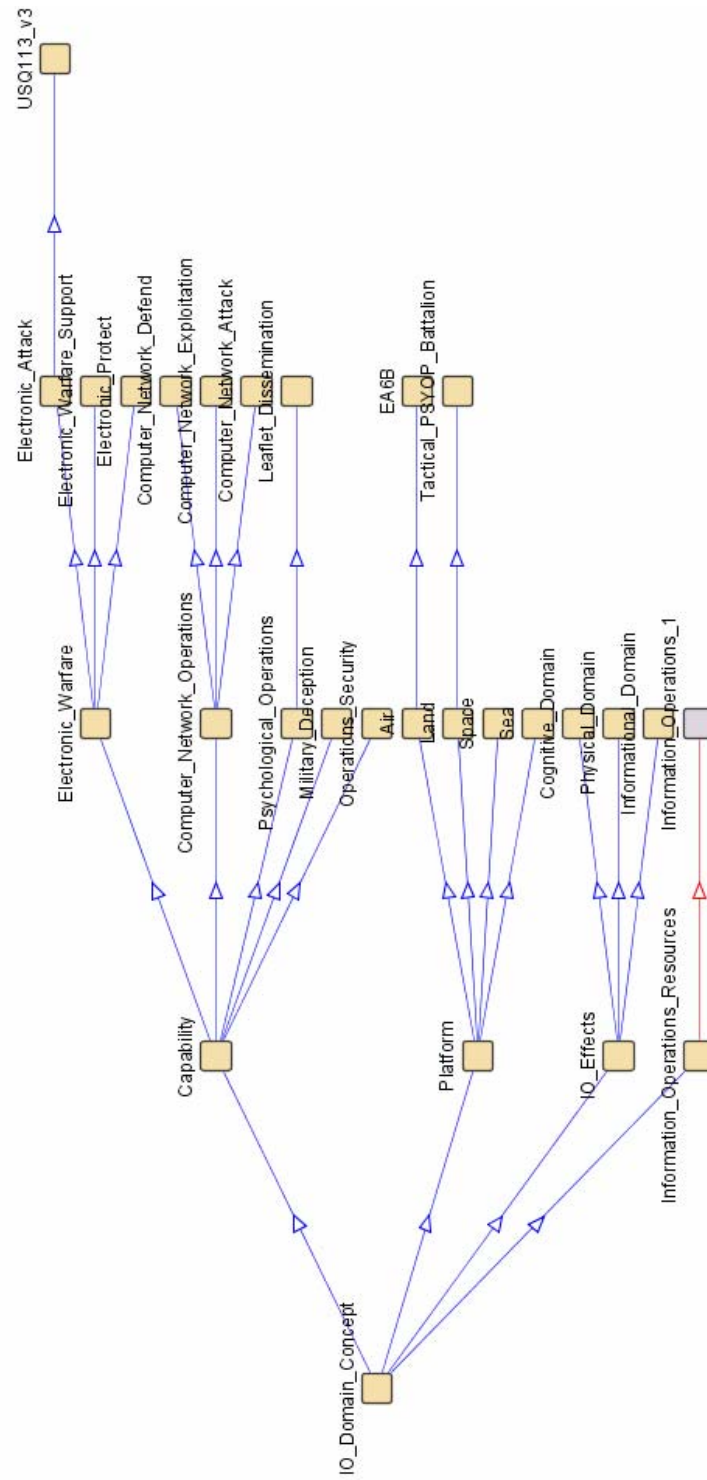 USQ113_v3
Electronic_Attack
Electronic_Warfare_Support
Electronic_Protect
Computer_Network_Defend
Computer_Network_Exploitation
Computer_Network_Attack
Leaflet_Dissemination
EA6B
Tactical_PSYOP_Battalion
Electronic_Warfare
Computer_Network_Operations
Psychological_Operations
Military_Deception
Operations_Security
Air
Land
Space
Sea
Cognitive_Domain
Physical_Domain
Informational_Domain
Information_Operations_1
Capability
Platform
IO_Effects
Information_Operations_Resources
IO_Domain_Concept